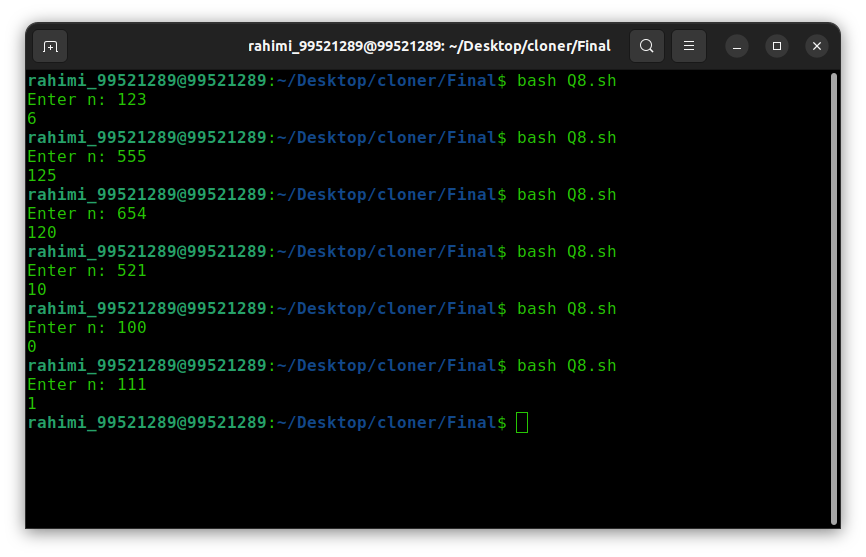 rahimi_99521289@99521289: ~/Desktop/cloner/Final
rahimi_99521289@99521289:~/Desktop/cloner/Final$ bash Q8.sh
Enter n: 123
6
rahimi_99521289@99521289:~/Desktop/cloner/Final$ bash Q8.sh
Enter n: 555
125
rahimi_99521289@99521289:~/Desktop/cloner/Final$ bash Q8.sh
Enter n: 654
120
rahimi_99521289@99521289:~/Desktop/cloner/Final$ bash Q8.sh
Enter n: 521
10
rahimi_99521289@99521289:~/Desktop/cloner/Final$ bash Q8.sh
Enter n: 100
0
rahimi_99521289@99521289:~/Desktop/cloner/Final$ bash Q8.sh
Enter n: 111
1
rahimi_99521289@99521289:~/Desktop/cloner/Final$